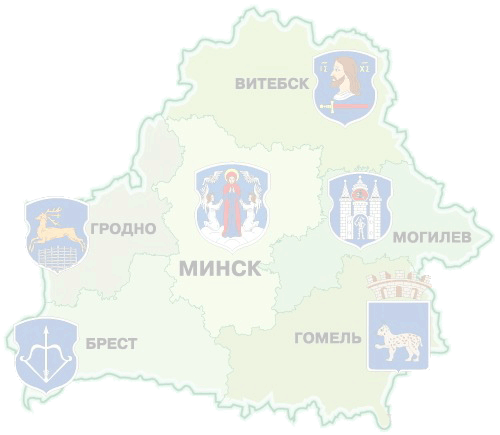 ВИТЕБСК
ГРОДНО
МОГИЛЕВ
МИНСК
ГОМЕЛЬ
БРЕСТ